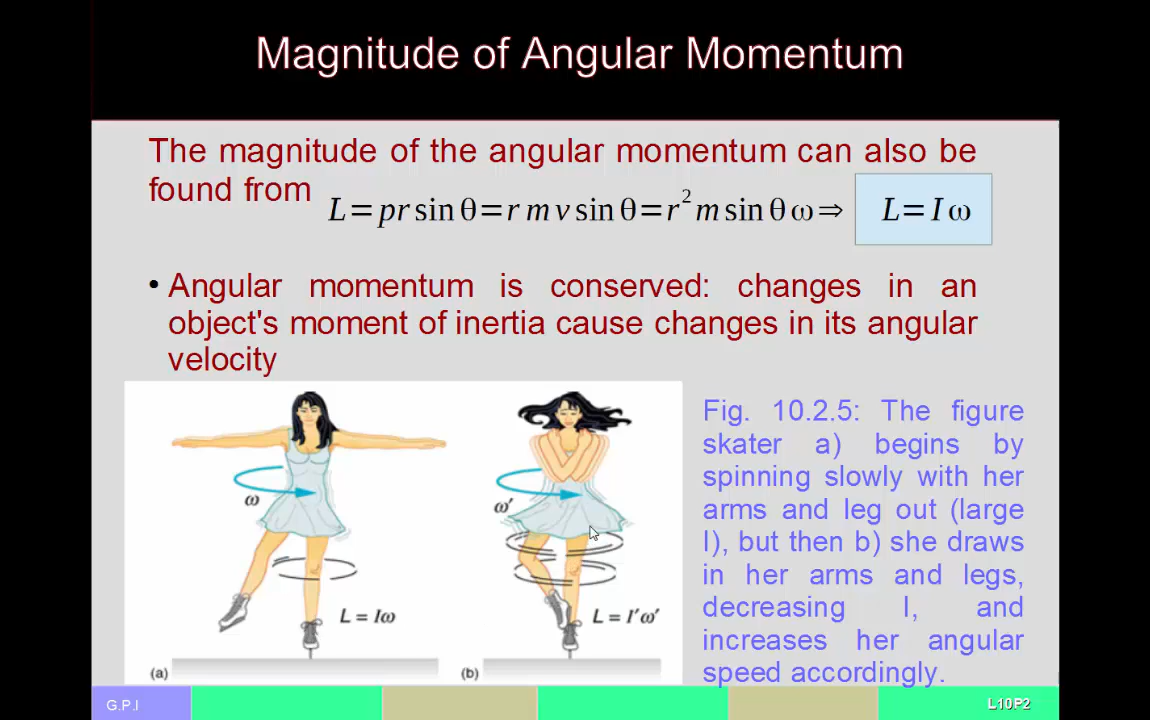 Magnitude of Angular Momentum
The magnitude of the angular momentum can also be
found from
L=pr sin θ=r m v sin θ=r² m sin θ ω⇒ L=I ω
• Angular momentum is conserved: changes in an
object's moment of inertia cause changes in its angular
velocity
ω
L = Iω
(a)
ω′
L = I′ω′
(b)
Fig. 10.2.5: The figure
skater a) begins by
spinning slowly with her
arms and leg out (large
I), but then b) she draws
in her arms and legs,
decreasing I, and
increases her angular
speed accordingly.
G.P.I
L10P2